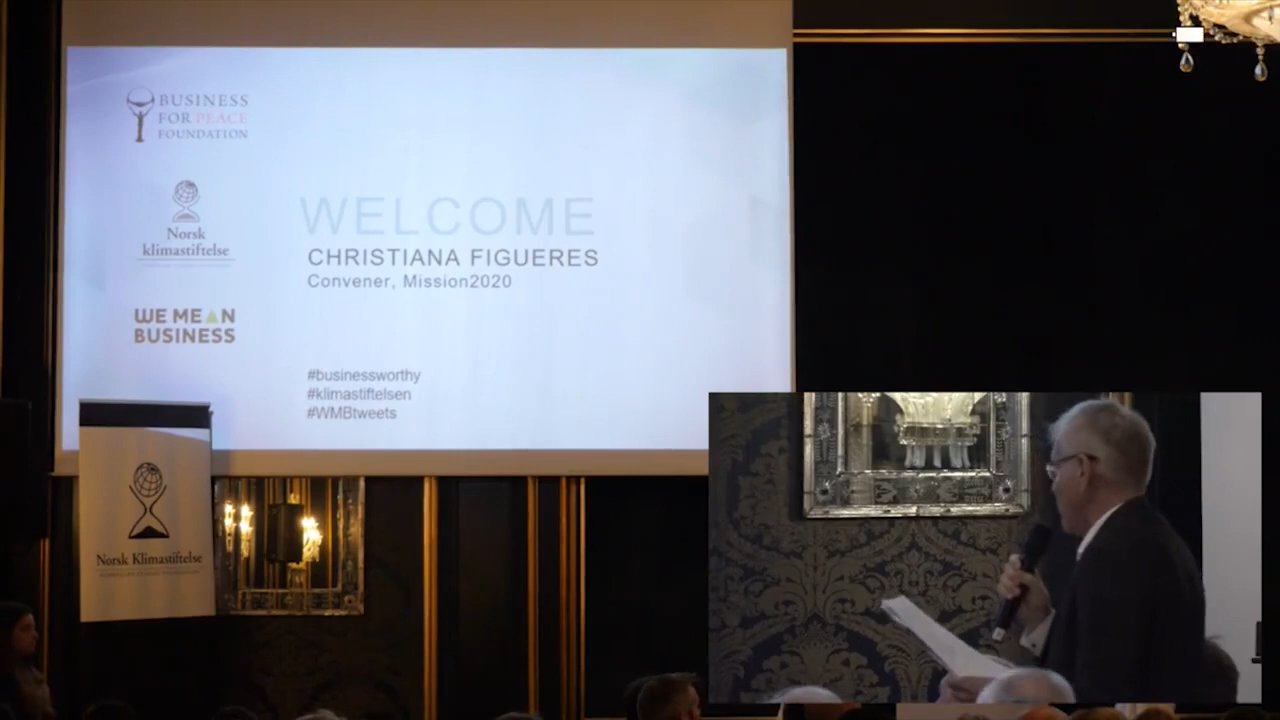 BUSINESS
FOR PEACE
FOUNDATION
Norsk
klimastiftelse
WE MEAN
BUSINESS
WELCOME
CHRISTIANA FIGUERES
Convener, Mission2020
#businessworthy
#klimastiftelsen
#WMBtweets
Norsk Klimastiftelse